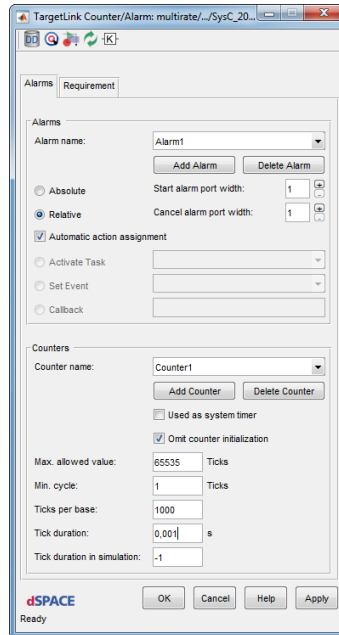 TargetLink Counter/Alarm: multirate/.../SysC_20...
DD
K
Alarms Requirement
Alarms
Alarm name: Alarm1
Add Alarm Delete Alarm
Absolute Start alarm port width: 1
Relative Cancel alarm port width: 1
Automatic action assignment
Activate Task
Set Event
Callback
Counters
Counter name: Counter1
Add Counter Delete Counter
Used as system timer
Omit counter initialization
Max. allowed value: 65535 Ticks
Min. cycle: 1 Ticks
Ticks per base: 1000
Tick duration: 0,001 s
Tick duration in simulation: -1
dSPACE OK Cancel Help Apply
Ready